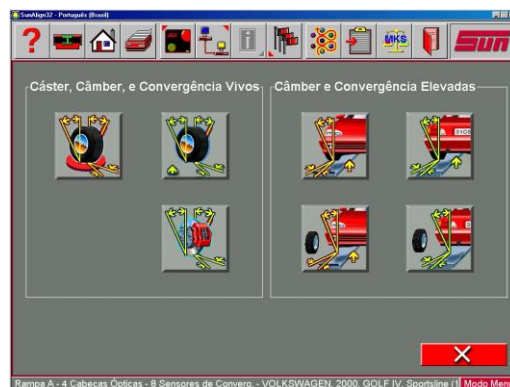 SunAlign32 - Português (Brasil)
?
i
MKS
Sun
Cáster, Câmber, e Convergência Vivos
Câmber e Convergência Elevadas
X
Rampa A - 4 Cabeças Ópticas - 8 Sensores de Converg. - VOLKSWAGEN, 2000, GOLF IV, Sportsline (1
Modo Menu